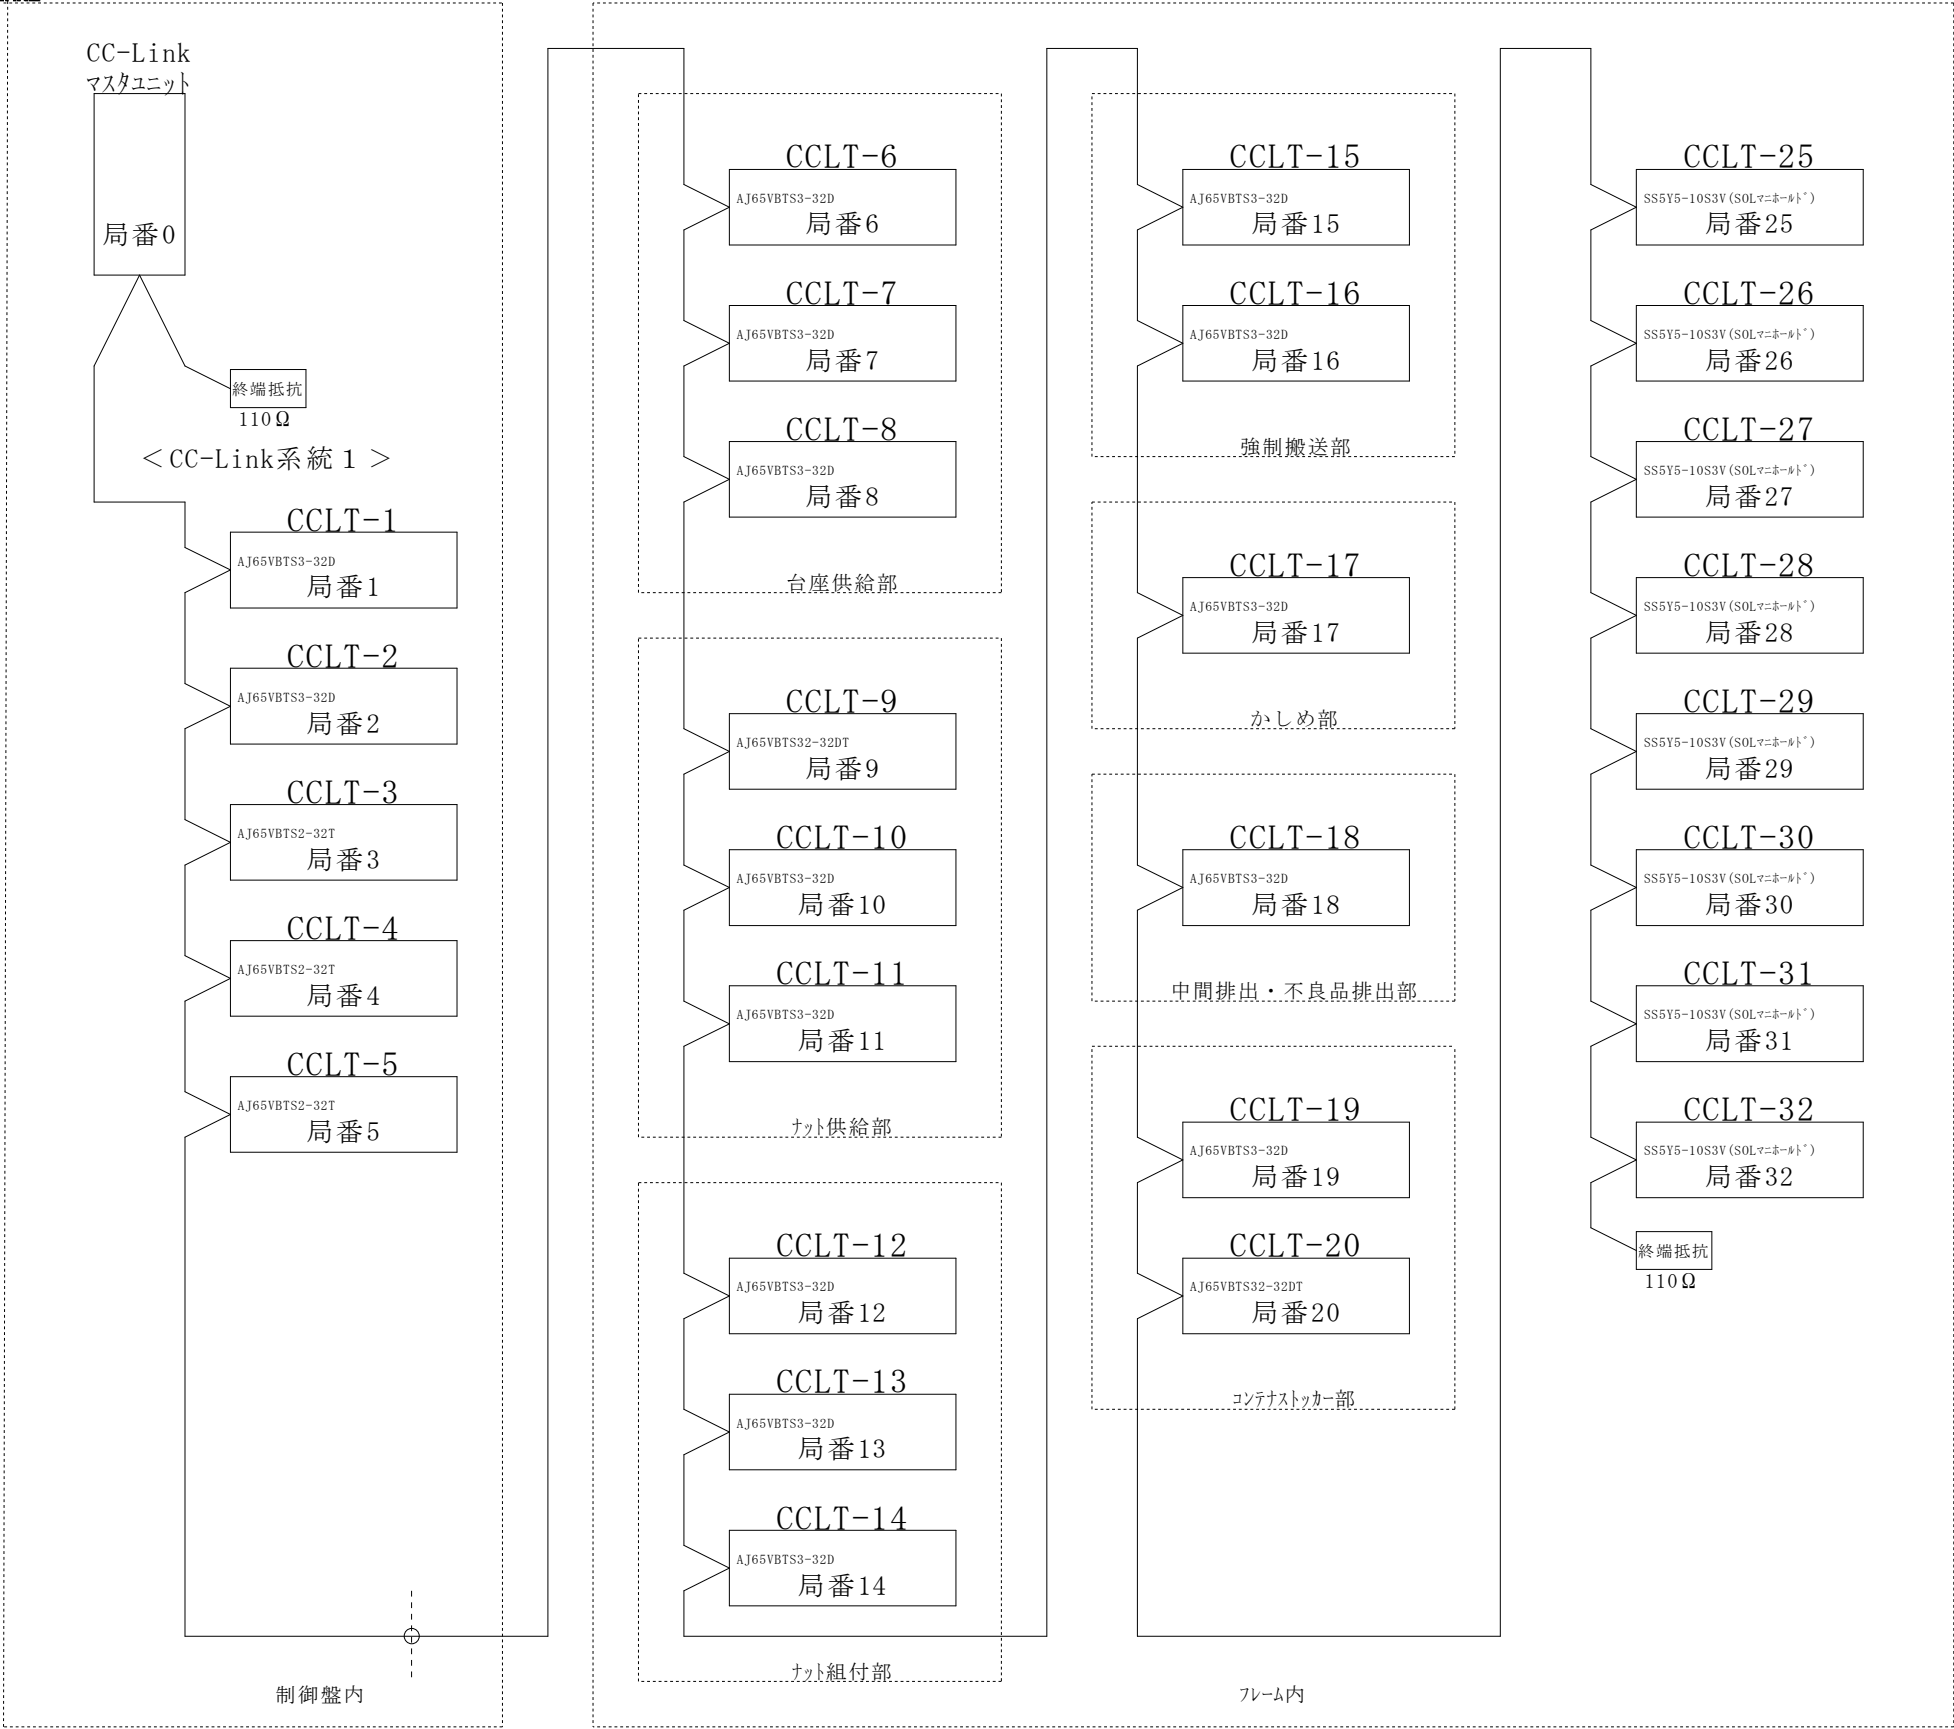 CC-Link
マスタユニット
局番0
終端抵抗
110Ω
＜CC-Link系統１＞
CCLT-1
AJ65VBTS3-32D
局番1
CCLT-2
AJ65VBTS3-32D
局番2
CCLT-3
AJ65VBTS2-32T
局番3
CCLT-4
AJ65VBTS2-32T
局番4
CCLT-5
AJ65VBTS2-32T
局番5
制御盤内
CCLT-6
AJ65VBTS3-32D
局番6
CCLT-7
AJ65VBTS3-32D
局番7
CCLT-8
AJ65VBTS3-32D
局番8
台座供給部
CCLT-9
AJ65VBTS32-32DT
局番9
CCLT-10
AJ65VBTS3-32D
局番10
CCLT-11
AJ65VBTS3-32D
局番11
ﾅｯﾄ供給部
CCLT-12
AJ65VBTS3-32D
局番12
CCLT-13
AJ65VBTS3-32D
局番13
CCLT-14
AJ65VBTS3-32D
局番14
ﾅｯﾄ組付部
CCLT-15
AJ65VBTS3-32D
局番15
CCLT-16
AJ65VBTS3-32D
局番16
強制搬送部
CCLT-17
AJ65VBTS3-32D
局番17
かしめ部
CCLT-18
AJ65VBTS3-32D
局番18
中間排出・不良品排出部
CCLT-19
AJ65VBTS3-32D
局番19
CCLT-20
AJ65VBTS32-32DT
局番20
ｺﾝﾃﾅｽﾄｯｶｰ部
CCLT-25
SS5Y5-10S3V(SOLﾏﾆﾎｰﾙﾄﾞ)
局番25
CCLT-26
SS5Y5-10S3V(SOLﾏﾆﾎｰﾙﾄﾞ)
局番26
CCLT-27
SS5Y5-10S3V(SOLﾏﾆﾎｰﾙﾄﾞ)
局番27
CCLT-28
SS5Y5-10S3V(SOLﾏﾆﾎｰﾙﾄﾞ)
局番28
CCLT-29
SS5Y5-10S3V(SOLﾏﾆﾎｰﾙﾄﾞ)
局番29
CCLT-30
SS5Y5-10S3V(SOLﾏﾆﾎｰﾙﾄﾞ)
局番30
CCLT-31
SS5Y5-10S3V(SOLﾏﾆﾎｰﾙﾄﾞ)
局番31
CCLT-32
SS5Y5-10S3V(SOLﾏﾆﾎｰﾙﾄﾞ)
局番32
終端抵抗
110Ω
ﾌﾚｰﾑ内